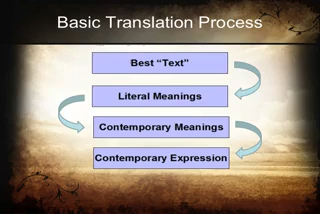 Basic Translation Process
Best “Text”
Literal Meanings
Contemporary Meanings
Contemporary Expression